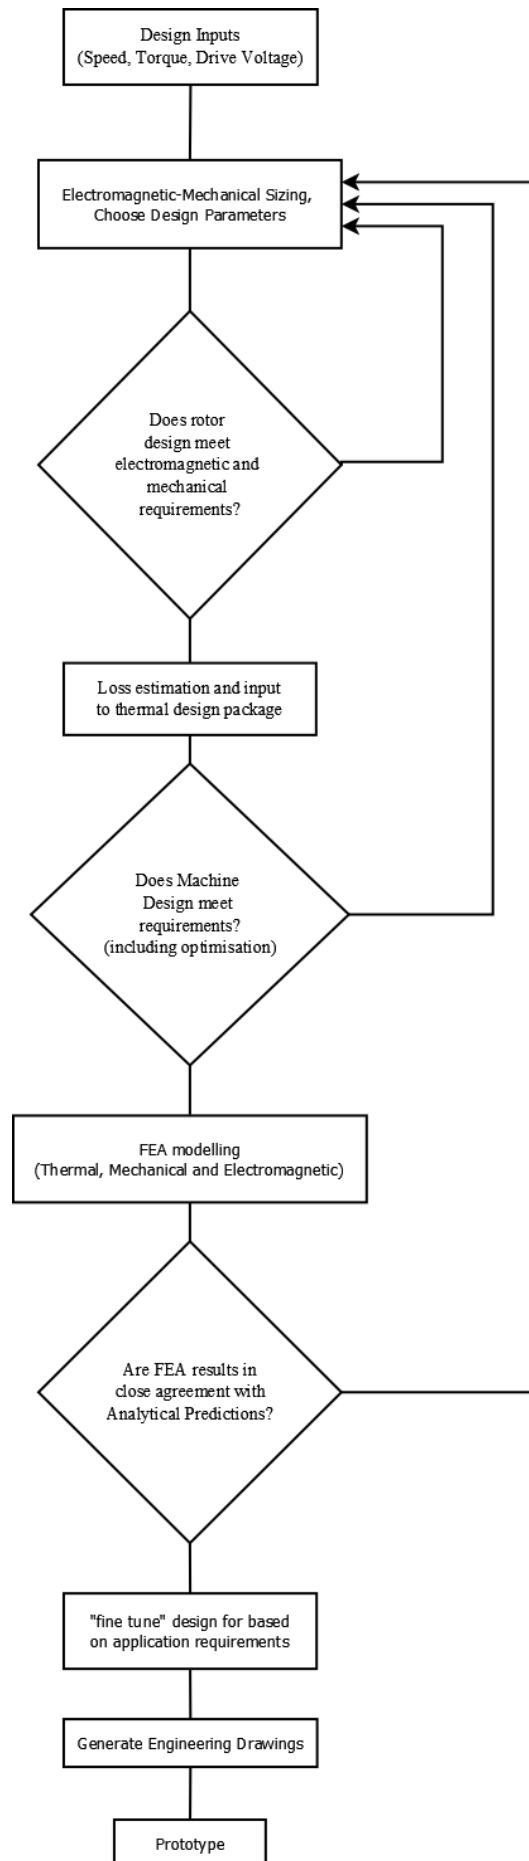 Design Inputs
(Speed, Torque, Drive Voltage)
Electromagnetic-Mechanical Sizing,
Choose Design Parameters
Does rotor
design meet
electromagnetic and
mechanical
requirements?
Loss estimation and input
to thermal design package
Does Machine
Design meet
requirements?
(including optimisation)
FEA modelling
(Thermal, Mechanical and Electromagnetic)
Are FEA results in
close agreement with
Analytical Predictions?
"fine tune" design for based
on application requirements
Generate Engineering Drawings
Prototype